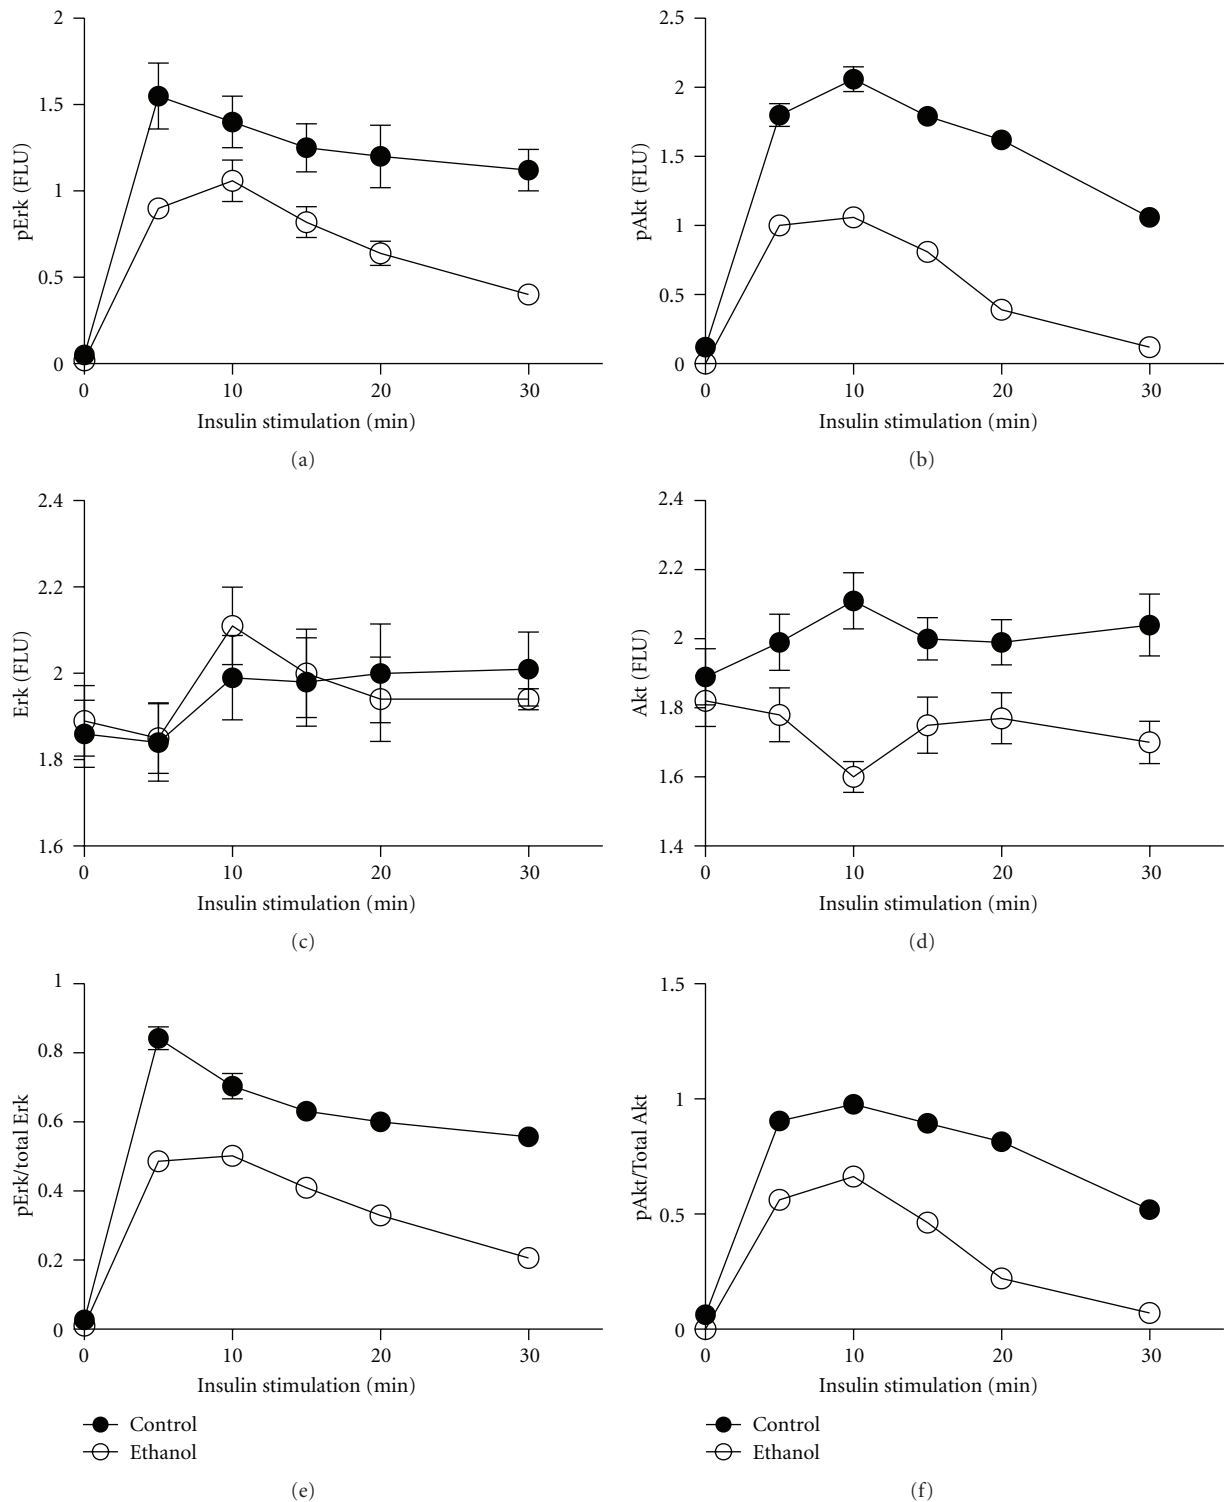 2
1.5
1
0.5
0
pErk (FLU)
0 10 20 30
Insulin stimulation (min)
(a)
2.5
2
1.5
1
0.5
0
pAkt (FLU)
0 10 20 30
Insulin stimulation (min)
(b)
2.4
2.2
2
1.8
1.6
Erk (FLU)
0 10 20 30
Insulin stimulation (min)
(c)
2.4
2.2
2
1.8
1.6
1.4
Akt (FLU)
0 10 20 30
Insulin stimulation (min)
(d)
1
0.8
0.6
0.4
0.2
0
pErk/total Erk
0 10 20 30
Insulin stimulation (min)
Control
Ethanol
(e)
1.5
1
0.5
0
pAkt/Total Akt
0 10 20 30
Insulin stimulation (min)
Control
Ethanol
(f)